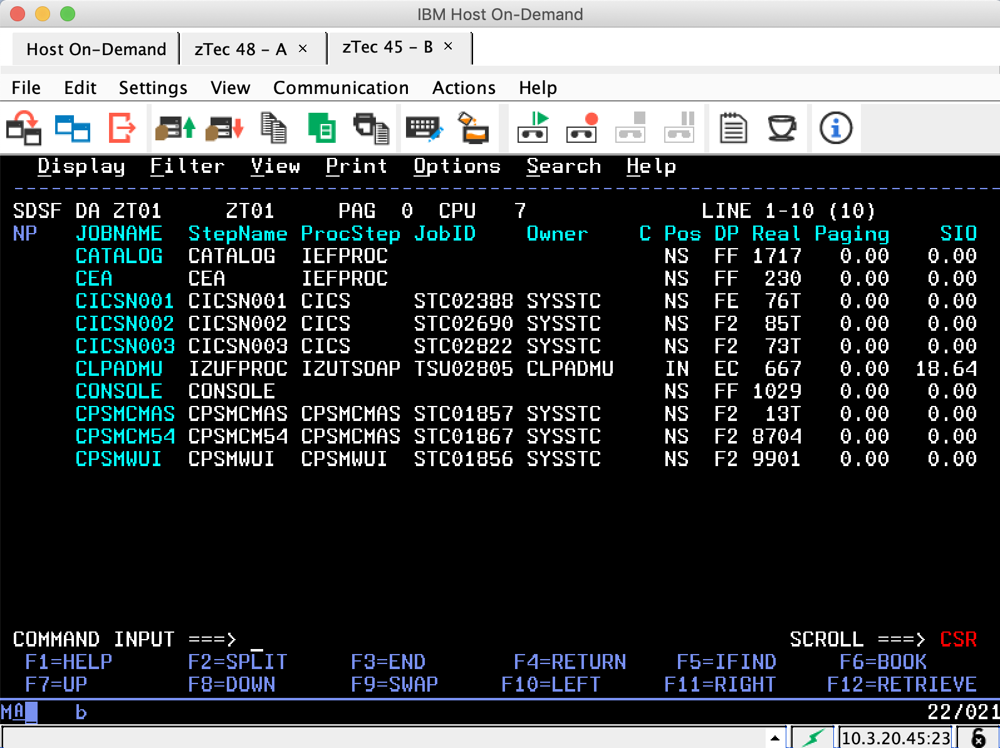 IBM Host On-Demand
Host On-Demand zTec 48 – A × zTec 45 – B ×
File Edit Settings View Communication Actions Help
Display Filter View Print Options Search Help
SDSF DA ZT01 ZT01 PAG 0 CPU 7 LINE 1-10 (10)
NP JOBNAME StepName ProcStep JobID Owner C Pos DP Real Paging SIO
CATALOG CATALOG IEFPROC NS FF 1717 0.00 0.00
CEA CEA IEFPROC NS FF 230 0.00 0.00
CICSN001 CICSN001 CICS STC02388 SYSSTC NS FE 76T 0.00 0.00
CICSN002 CICSN002 CICS STC02690 SYSSTC NS F2 85T 0.00 0.00
CICSN003 CICSN003 CICS STC02822 SYSSTC NS F2 73T 0.00 0.00
CLPADMU IZUFPROC IZUTSOAP TSU02805 CLPADMU IN EC 667 0.00 18.64
CONSOLE CONSOLE NS FF 1029 0.00 0.00
CPSMCMAS CPSMCMAS CPSMCMAS STC01857 SYSSTC NS F2 13T 0.00 0.00
CPSMCM54 CPSMCM54 CPSMCMAS STC01867 SYSSTC NS F2 8704 0.00 0.00
CPSMWUI CPSMWUI CPSMWUI STC01856 SYSSTC NS F2 9901 0.00 0.00
COMMAND INPUT ===> _ SCROLL ===> CSR
F1=HELP F2=SPLIT F3=END F4=RETURN F5=IFIND F6=BOOK
F7=UP F8=DOWN F9=SWAP F10=LEFT F11=RIGHT F12=RETRIEVE
MA b 22/021
10.3.20.45:23